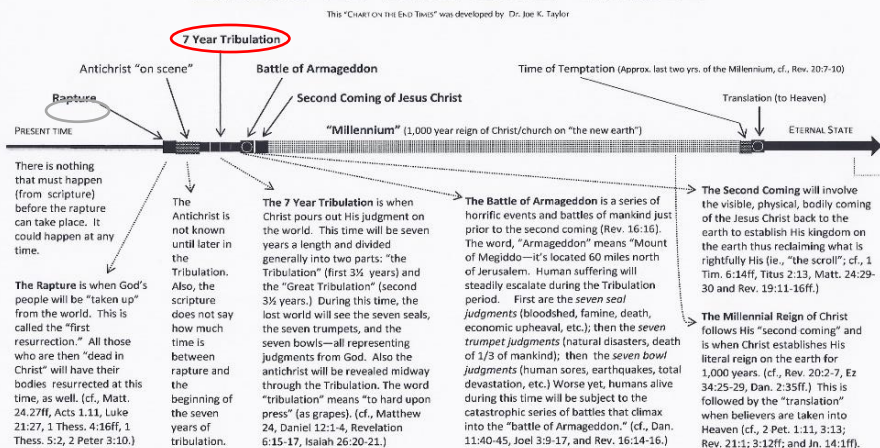 This "CHART ON THE END TIMES" was developed by Dr. Joe K. Taylor
7 Year Tribulation
Antichrist "on scene"
Battle of Armageddon
Time of Temptation (Approx. last two yrs. of the Millennium, cf., Rev. 20:7-10)
Rapture
Second Coming of Jesus Christ
Translation (to Heaven)
PRESENT TIME
"Millennium" (1,000 year reign of Christ/church on "the new earth")
ETERNAL STATE
There is nothing
that must happen
(from scripture)
before the rapture
can take place. It
could happen at any
time.
The Rapture is when God's
people will be "taken up"
from the world. This is
called the "first
resurrection." All those
who are then "dead in
Christ" will have their
bodies resurrected at this
time, as well. (cf., Matt.
24.27ff, Acts 1.11, Luke
21:27, 1 Thess. 4:16ff, 1
Thess. 5:2, 2 Peter 3:10.)
The
Antichrist is
not known
until later in
the
Tribulation.
Also, the
scripture
does not say
how much
time is
between
rapture and
the
beginning of
the seven
years of
tribulation.
The 7 Year Tribulation is when
Christ pours out His judgment on
the world. This time will be seven
years a length and divided
generally into two parts: "the
Tribulation" (first 3½ years) and
the "Great Tribulation" (second
3½ years.) During this time, the
lost world will see the seven seals,
the seven trumpets, and the
seven bowls—all representing
judgments from God. Also the
antichrist will be revealed midway
through the Tribulation. The word
"tribulation" means "to hard upon
press" (as grapes). (cf., Matthew
24, Daniel 12:1-4, Revelation
6:15-17, Isaiah 26:20-21.)
The Battle of Armageddon is a series of
horrific events and battles of mankind just
prior to the second coming (Rev. 16:16).
The word, "Armageddon" means "Mount
of Megiddo—it's located 60 miles north
of Jerusalem. Human suffering will
steadily escalate during the Tribulation
period. First are the seven seal
judgments (bloodshed, famine, death,
economic upheaval, etc.); then the seven
trumpet judgments (natural disasters, death
of 1/3 of mankind); then the seven bowl
judgments (human sores, earthquakes, total
devastation, etc.) Worse yet, humans alive
during this time will be subject to the
catastrophic series of battles that climax
into the "battle of Armageddon." (cf., Dan.
11:40-45, Joel 3:9-17, and Rev. 16:14-16.)
The Second Coming will involve
the visible, physical, bodily coming
of the Jesus Christ back to the
earth to establish His kingdom on
the earth thus reclaiming what is
rightfully His (ie., "the scroll"; cf., 1
Tim. 6:14ff, Titus 2:13, Matt. 24:29-
30 and Rev. 19:11-16ff.)
The Millennial Reign of Christ
follows His "second coming" and
is when Christ establishes His
literal reign on the earth for
1,000 years. (cf., Rev. 20:2-7, Ez
34:25-29, Dan. 2:35ff.) This is
followed by the "translation"
when believers are taken into
Heaven (cf., 2 Pet. 1:11, 3:13;
Rev. 21:1; 3:12ff; and Jn. 14:1ff).